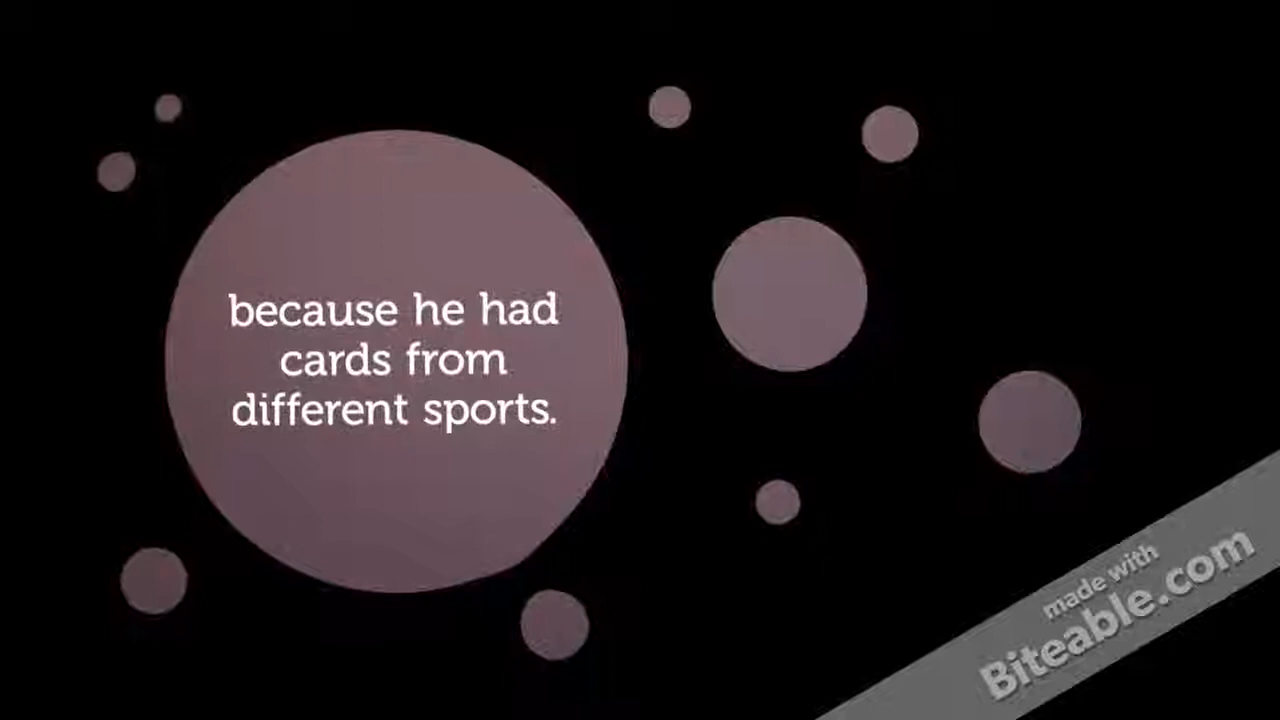 because he had
cards from
different sports.
made with
Biteable.com